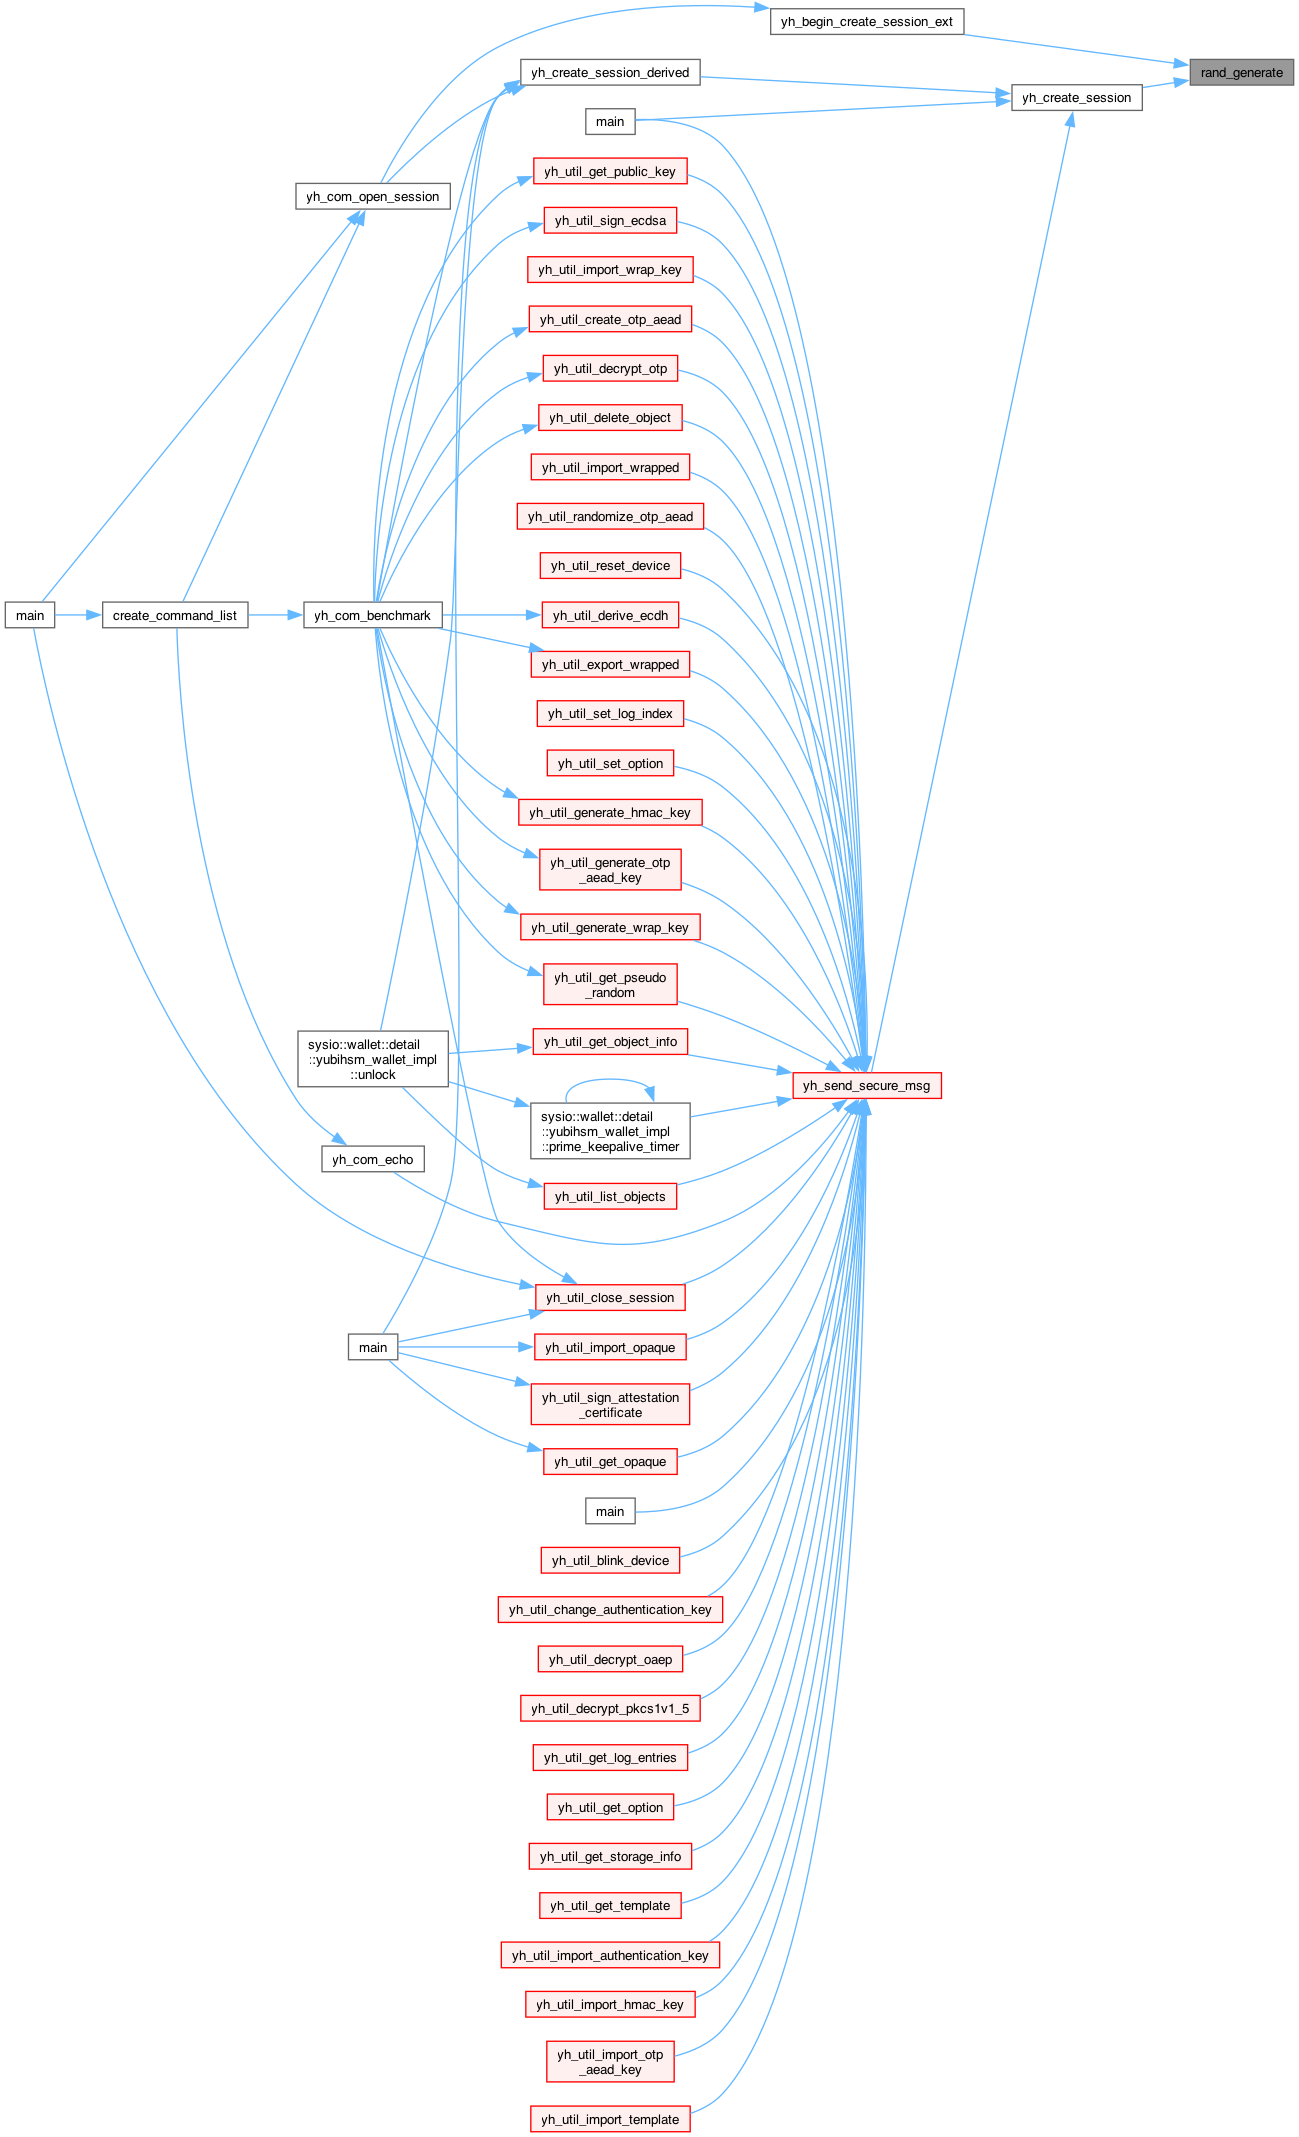 yh_begin_create_session_ext
rand_generate
yh_create_session_derived
yh_create_session
main
yh_util_get_public_key
yh_com_open_session
yh_util_sign_ecdsa
yh_util_import_wrap_key
yh_util_create_otp_aead
yh_util_decrypt_otp
yh_util_delete_object
yh_util_import_wrapped
yh_util_randomize_otp_aead
yh_util_reset_device
main
create_command_list
yh_com_benchmark
yh_util_derive_ecdh
yh_util_export_wrapped
yh_util_set_log_index
yh_util_set_option
yh_util_generate_hmac_key
yh_util_generate_otp
_aead_key
yh_util_generate_wrap_key
yh_util_get_pseudo
_random
sysio::wallet::detail
::yubihsm_wallet_impl
::unlock
yh_util_get_object_info
yh_send_secure_msg
sysio::wallet::detail
::yubihsm_wallet_impl
::prime_keepalive_timer
yh_com_echo
yh_util_list_objects
yh_util_close_session
main
yh_util_import_opaque
yh_util_sign_attestation
_certificate
yh_util_get_opaque
main
yh_util_blink_device
yh_util_change_authentication_key
yh_util_decrypt_oaep
yh_util_decrypt_pkcs1v1_5
yh_util_get_log_entries
yh_util_get_option
yh_util_get_storage_info
yh_util_get_template
yh_util_import_authentication_key
yh_util_import_hmac_key
yh_util_import_otp
_aead_key
yh_util_import_template